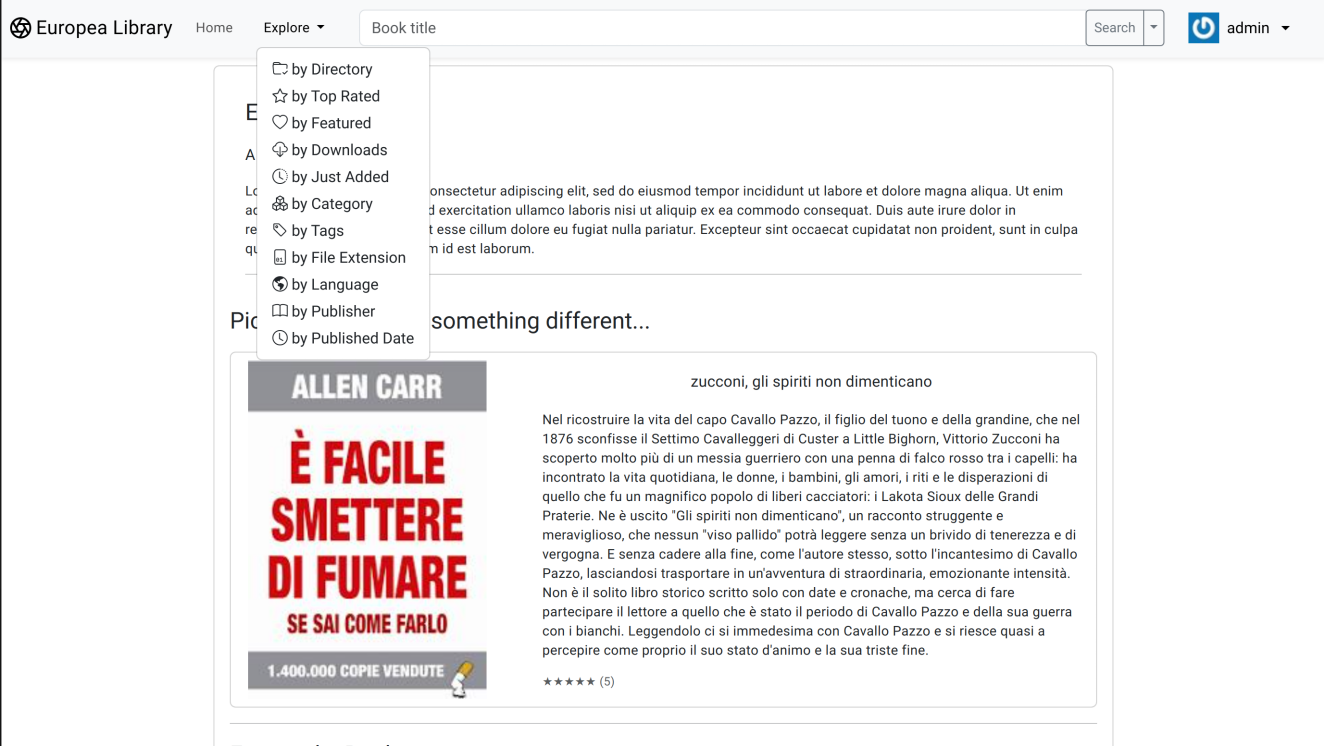 Europea Library
Home
Explore
Book title
Search
admin
by Directory
by Top Rated
by Featured
by Downloads
by Just Added
by Category
by Tags
by File Extension
by Language
by Publisher
by Published Date
E
A
Lo
onsectetur adipiscing elit, sed do eiusmod tempor incididunt ut labore et dolore magna aliqua. Ut enim
exercitation ullamco laboris nisi ut aliquip ex ea commodo consequat. Duis aute irure dolor in
re
t esse cillum dolore eu fugiat nulla pariatur. Excepteur sint occaecat cupidatat non proident, sunt in culpa
qu
m id est laborum.
something different...
ALLEN CARR
È FACILE
SMETTERE
DI FUMARE
SE SAI COME FARLO
1.400.000 COPIE VENDUTE
zucconi, gli spiriti non dimenticano
Nel ricostruire la vita del capo Cavallo Pazzo, il figlio del tuono e della grandine, che nel
1876 sconfisse il Settimo Cavalleggeri di Custer a Little Bighorn, Vittorio Zucconi ha
scoperto molto più di un messia guerriero con una penna di falco rosso tra i capelli: ha
incontrato la vita quotidiana, le donne, i bambini, gli amori, i riti e le disperazioni di
quello che fu un magnifico popolo di liberi cacciatori: i Lakota Sioux delle Grandi
Praterie. Ne è uscito "Gli spiriti non dimenticano", un racconto struggente e
meraviglioso, che nessun "viso pallido" potrà leggere senza un brivido di tenerezza e di
vergogna. E senza cadere alla fine, come l'autore stesso, sotto l'incantesimo di Cavallo
Pazzo, lasciandosi trasportare in un'avventura di straordinaria, emozionante intensità.
Non è il solito libro storico scritto solo con date e cronache, ma cerca di fare
partecipare il lettore a quello che è stato il periodo di Cavallo Pazzo e della sua guerra
con i bianchi. Leggendolo ci si immedesima con Cavallo Pazzo e si riesce quasi a
percepire come proprio il suo stato d'animo e la sua triste fine.
★★★★★ (5)